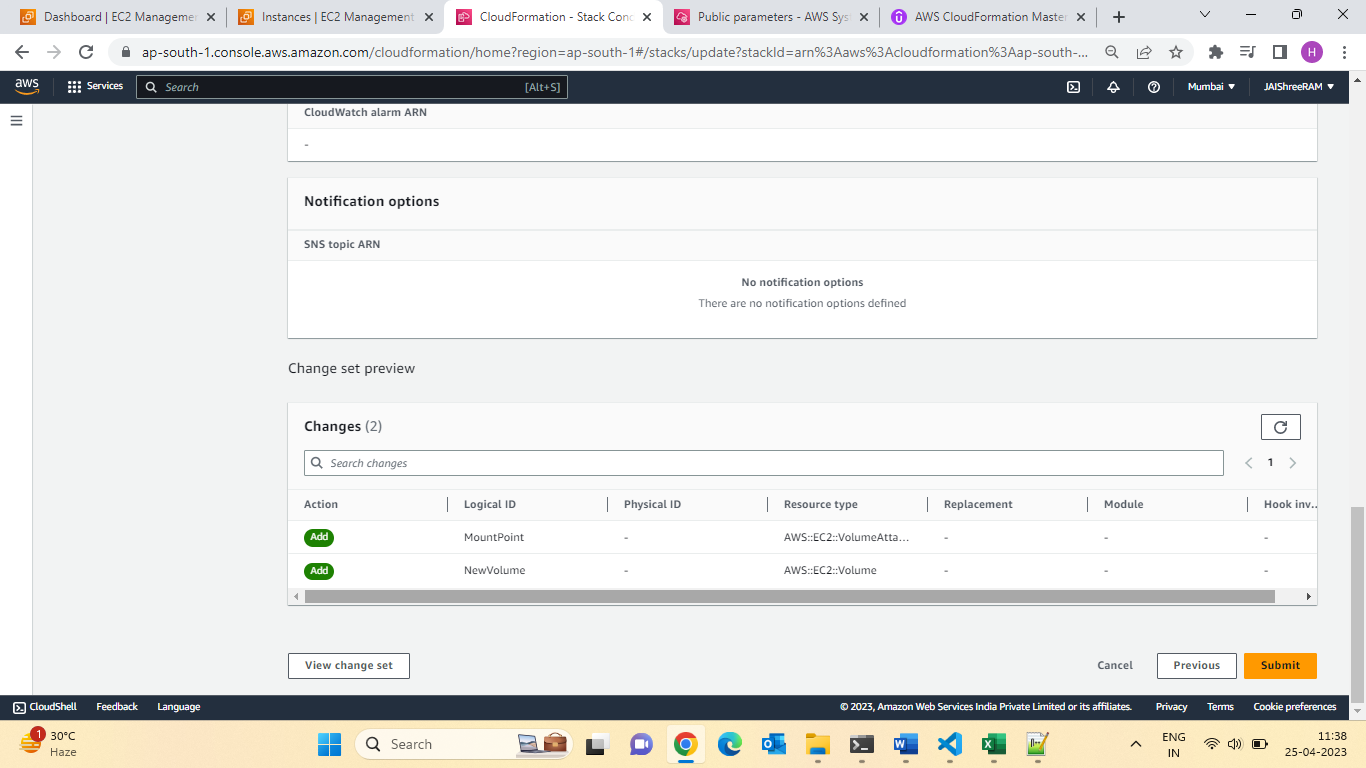 Dashboard | EC2 Managemen
Instances | EC2 Management
CloudFormation - Stack Conc
Public parameters - AWS Sys
AWS CloudFormation Master
ap-south-1.console.aws.amazon.com/cloudformation/home?region=ap-south-1#/stacks/update?stackId=arn%3Aaws%3Acloudformation%3Aap-south-...
H
aws
Services
Search
[Alt+S]
Mumbai
JAIShreeRAM
CloudWatch alarm ARN
-
Notification options
SNS topic ARN
No notification options
There are no notification options defined
Change set preview
Changes (2)
Search changes
1
Action Logical ID Physical ID Resource type Replacement Module Hook inv...
Add MountPoint - AWS::EC2::VolumeAtta... - - -
Add NewVolume - AWS::EC2::Volume - - -
View change set
Cancel
Previous
Submit
CloudShell Feedback Language
© 2023, Amazon Web Services India Private Limited or its affiliates. Privacy Terms Cookie preferences
1
30°C
Haze
Search
ENG
IN
11:38
25-04-2023